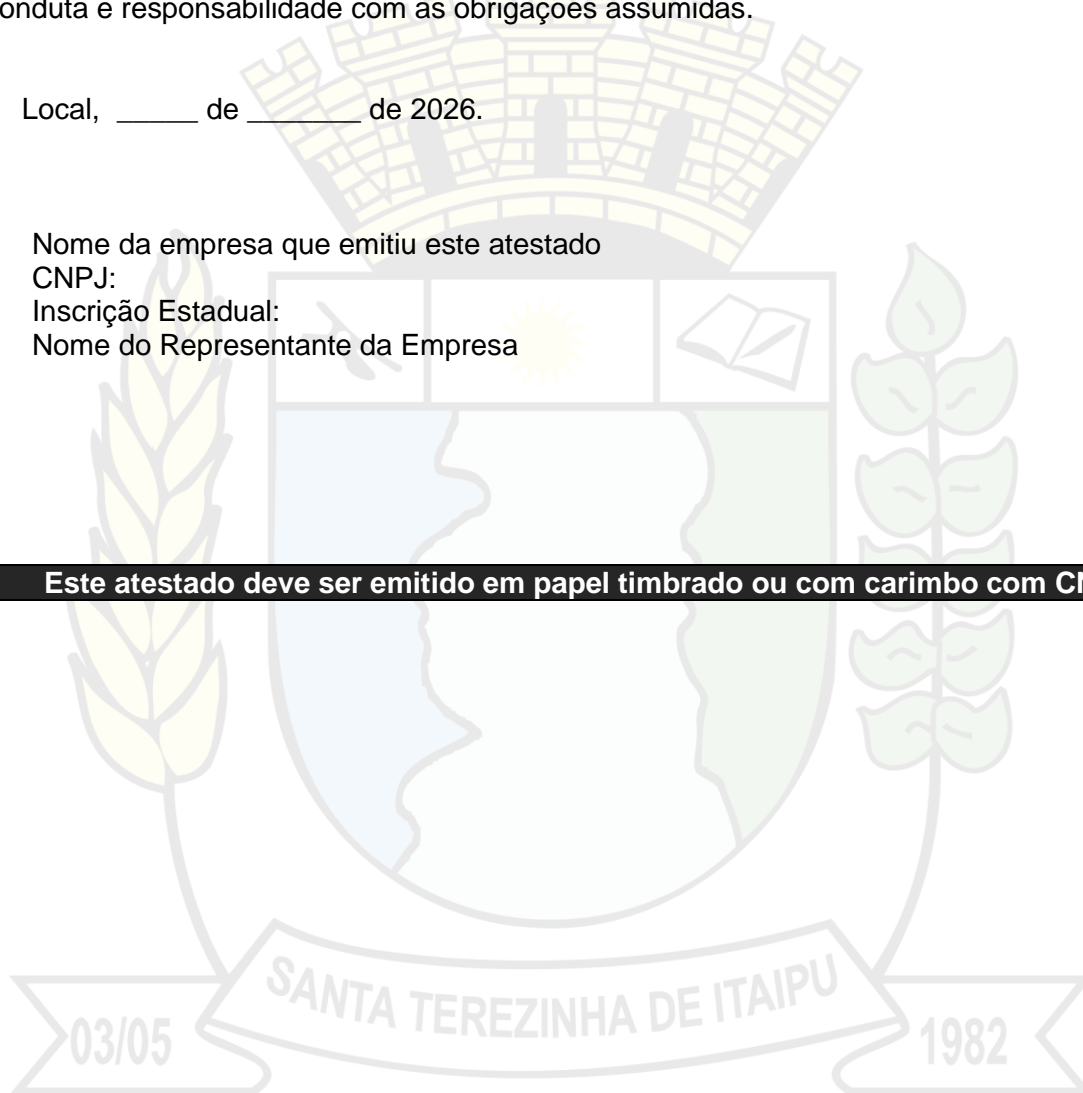 onduta e responsabilidade com as obrigações assumidas.
Local, _____ de _______ de 2026.
Nome da empresa que emitiu este atestado
CNPJ:
Inscrição Estadual:
Nome do Representante da Empresa
Este atestado deve ser emitido em papel timbrado ou com carimbo com CN
SANTA TEREZINHA DE ITAIPU
03/05
1982